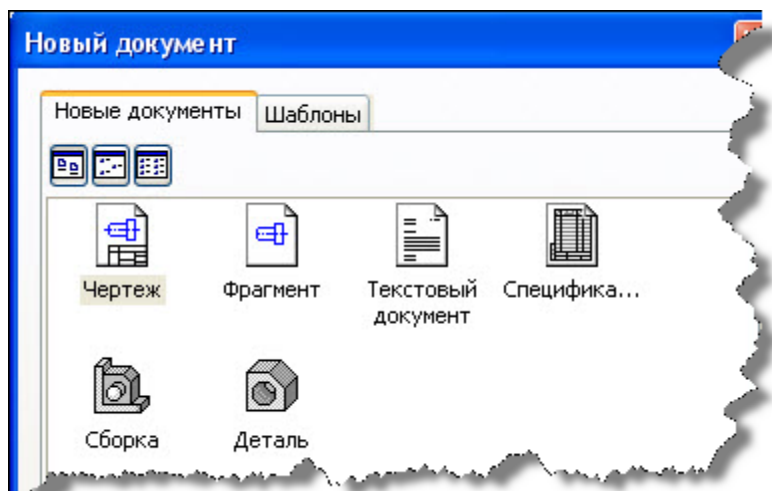 Новый документ
Новые документы
Шаблоны
Чертеж
Фрагмент
Текстовый
документ
Специфика...
Сборка
Деталь